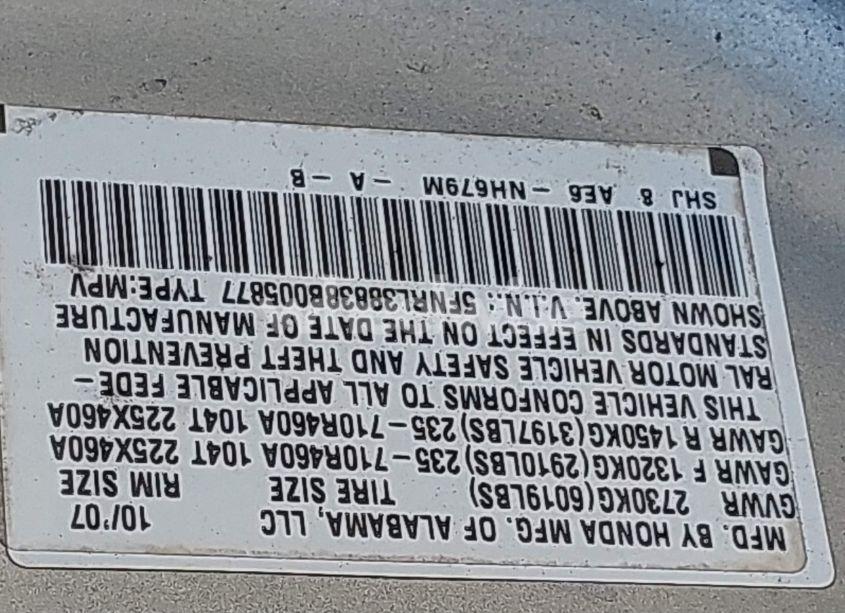 MFD. BY HONDA MFG. OF ALABAMA, LLC 10/'07
GVWR 2730KG(6019LBS) TIRE SIZE RIM SIZE
GAWR F 1320KG(2910LBS) 235-710R460A 104T 225X460A
GAWR R 1450KG(3197LBS) 235-710R460A 104T 225X460A
THIS VEHICLE CONFORMS TO ALL APPLICABLE FEDE-
RAL MOTOR VEHICLE SAFETY AND THEFT PREVENTION
STANDARDS IN EFFECT ON THE DATE OF MANUFACTURE
SHOWN ABOVE. V.I.N.: 5FNRL38838B005877 TYPE:MPV
SHJ 8 AE6 -NH679M -A -B